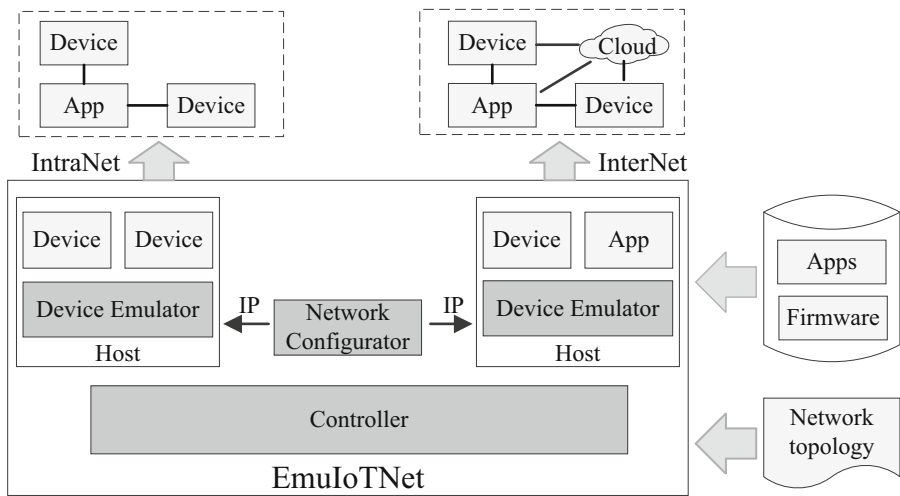 Device
App
Device
Device
Cloud
App
Device
IntraNet
InterNet
Device
Device
Device Emulator
Host
IP
Network
Configurator
IP
Device
App
Device Emulator
Host
Controller
EmuIoTNet
Apps
Firmware
Network
topology